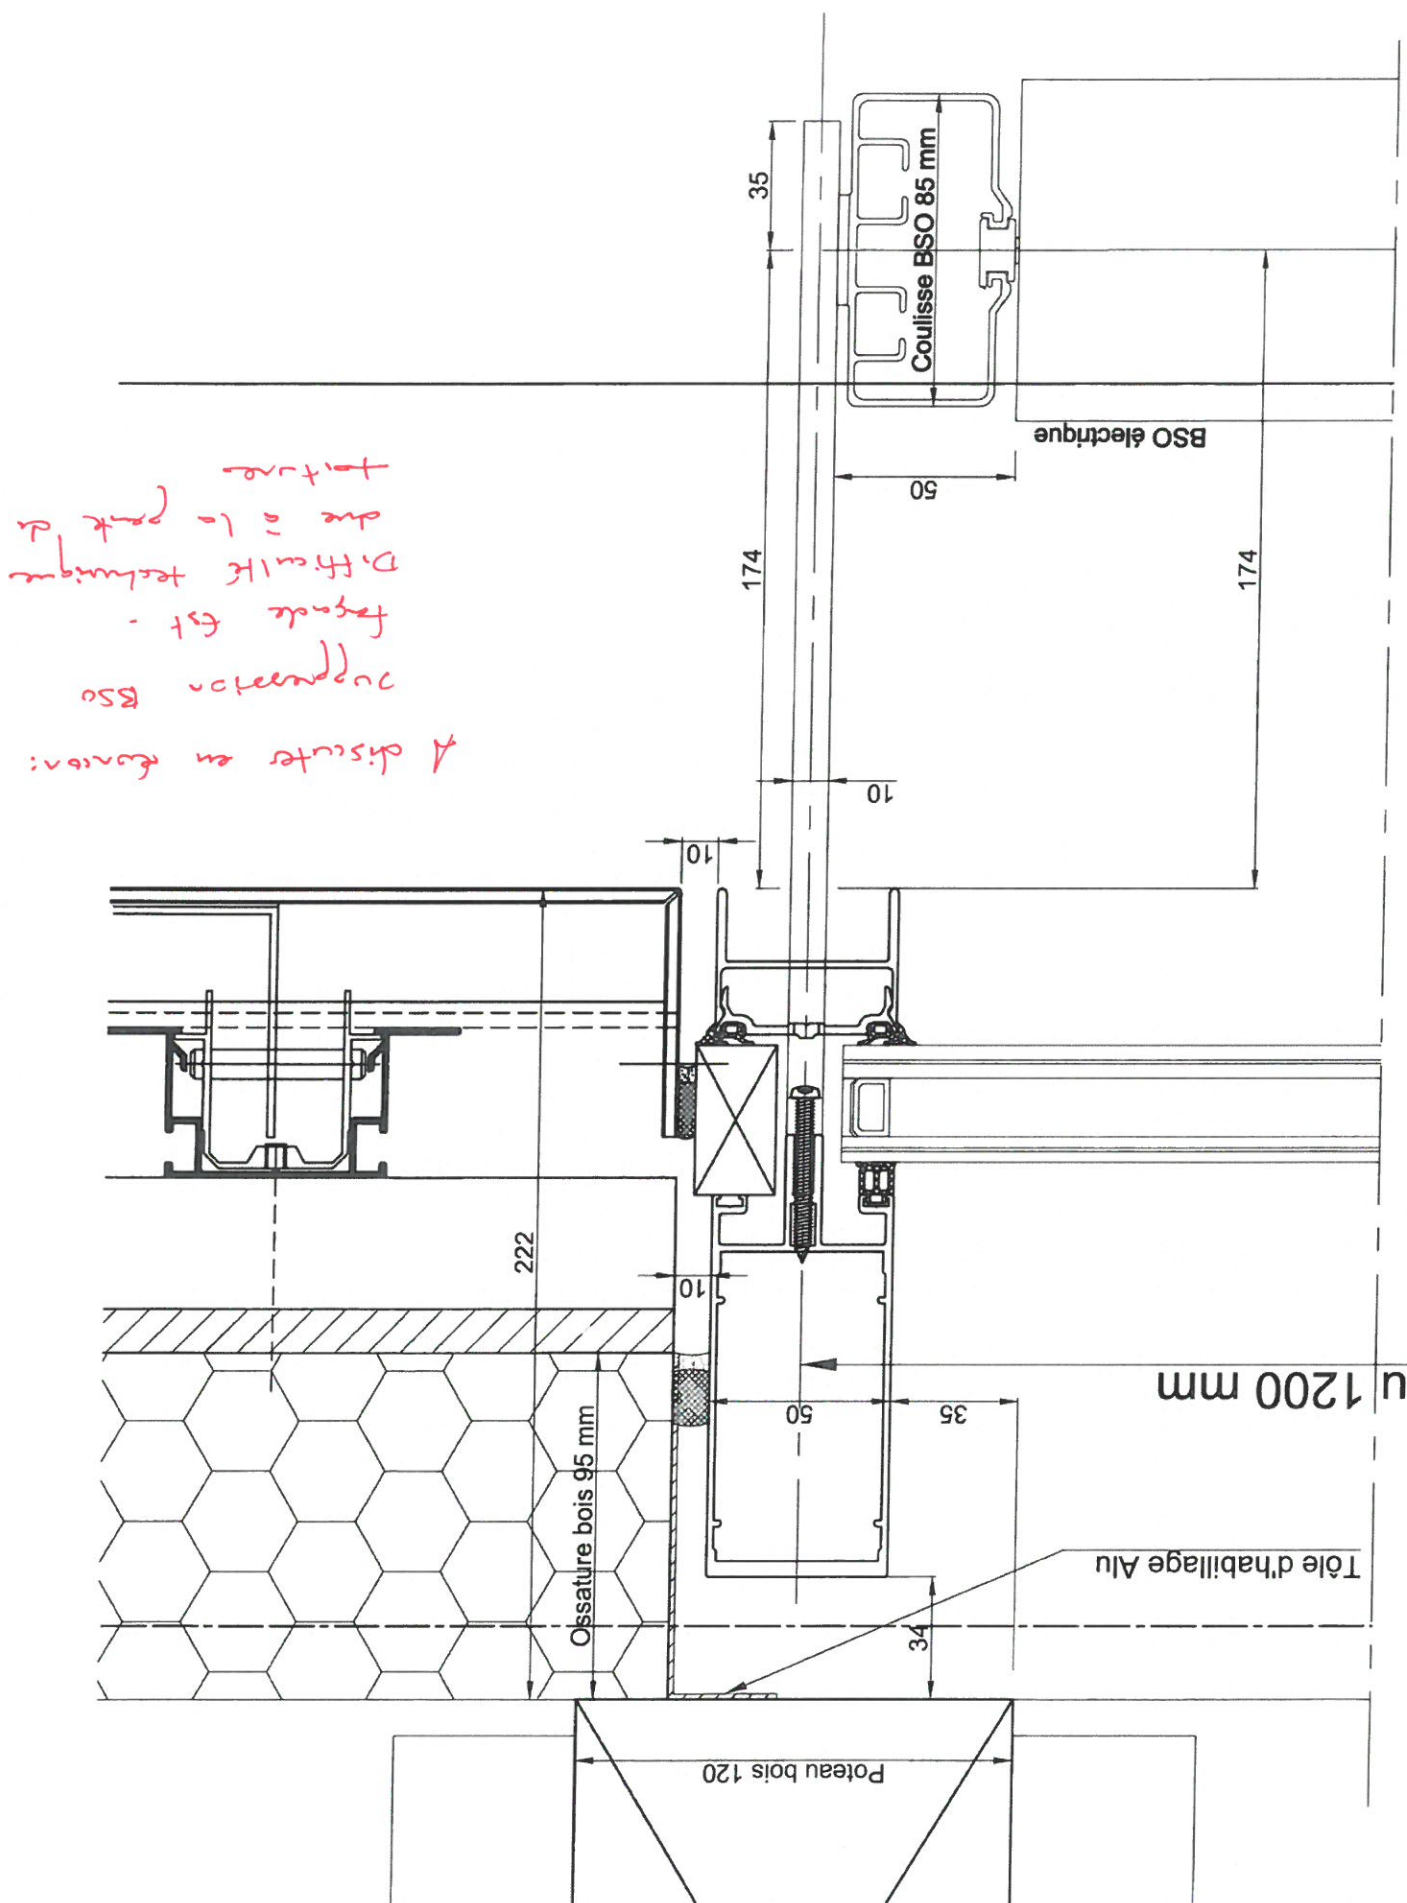 A discuter en réunion:
suppression BSO
façade Est.
Difficulté technique
due à la pente de
toiture
35
Coulisse BSO 85 mm
BSO électrique
50
174
174
10
10
222
10
u 1200 mm
50
35
Ossature bois 95 mm
Tôle d'habillage Alu
34
Poteau bois 120